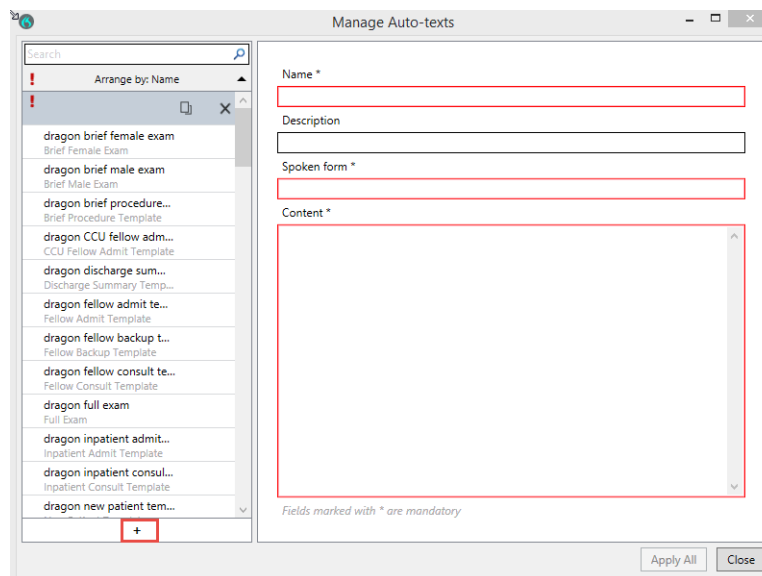 Manage Auto-texts
Search
! Arrange by: Name
!
dragon brief female exam
Brief Female Exam
dragon brief male exam
Brief Male Exam
dragon brief procedure...
Brief Procedure Template
dragon CCU fellow adm...
CCU Fellow Admit Template
dragon discharge sum...
Discharge Summary Temp...
dragon fellow admit te...
Fellow Admit Template
dragon fellow backup t...
Fellow Backup Template
dragon fellow consult te...
Fellow Consult Template
dragon full exam
Full Exam
dragon inpatient admit...
Inpatient Admit Template
dragon inpatient consul...
Inpatient Consult Template
dragon new patient tem...
+
Name *
Description
Spoken form *
Content *
Fields marked with * are mandatory
Apply All
Close